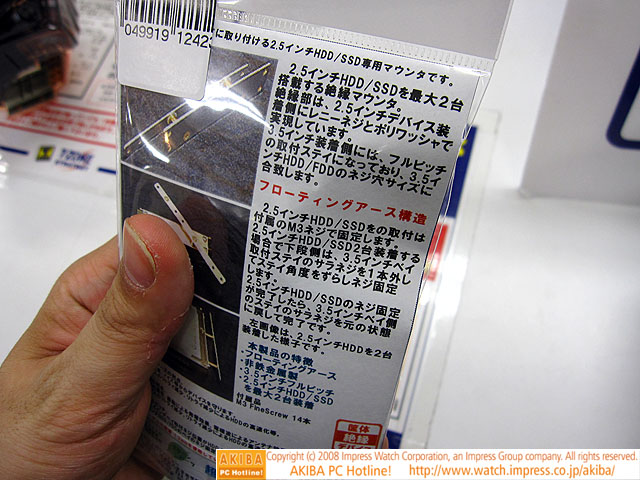 049919 1242
に取り付ける2.5インチHDD/SSD専用マウンタです。
2.5インチHDD/SSDを最大2台
搭載する絶縁マウンタ。
絶縁部は、2.5インチデバイス装
着側にレニーネジとポリワッシャで
実現しています。
3.5インチ装着側には、フルピッチ
の取付ステイになっており、3.5イ
ンチHDD/FDDのネジ穴サイズに
合致します。
フローティングアース構造
2.5インチHDD/SSDをの取付は
付属のM3ネジで固定します。
2.5インチHDD/SSD2台装着する
場合で下段側は、3.5インチベイ
取付ステイのサラネジを1本外し
てステイ角度をずらしネジ固定
します
2.5インチHDD/SSDのネジ固定
が完了したら、3.5インチベイ側
のステイのサラネジを元の状態
に戻して完了です。
左画像は、2.5インチHDDを2台
装着した様子です。
本製品の特徴
・フローティングアース
・非鉄金属製
・3.5インチフルピッチ
・2.5インチHDD/SSD
を最大2台装着
付属品
M3 FineScrew 14本
筐体
絶縁
AKIBA
PC Hotline!
Copyright (c) 2008 Impress Watch Corporation, an Impress Group company. All rights reserved.
AKIBA PC Hotline! http://www.watch.impress.co.jp/akiba/